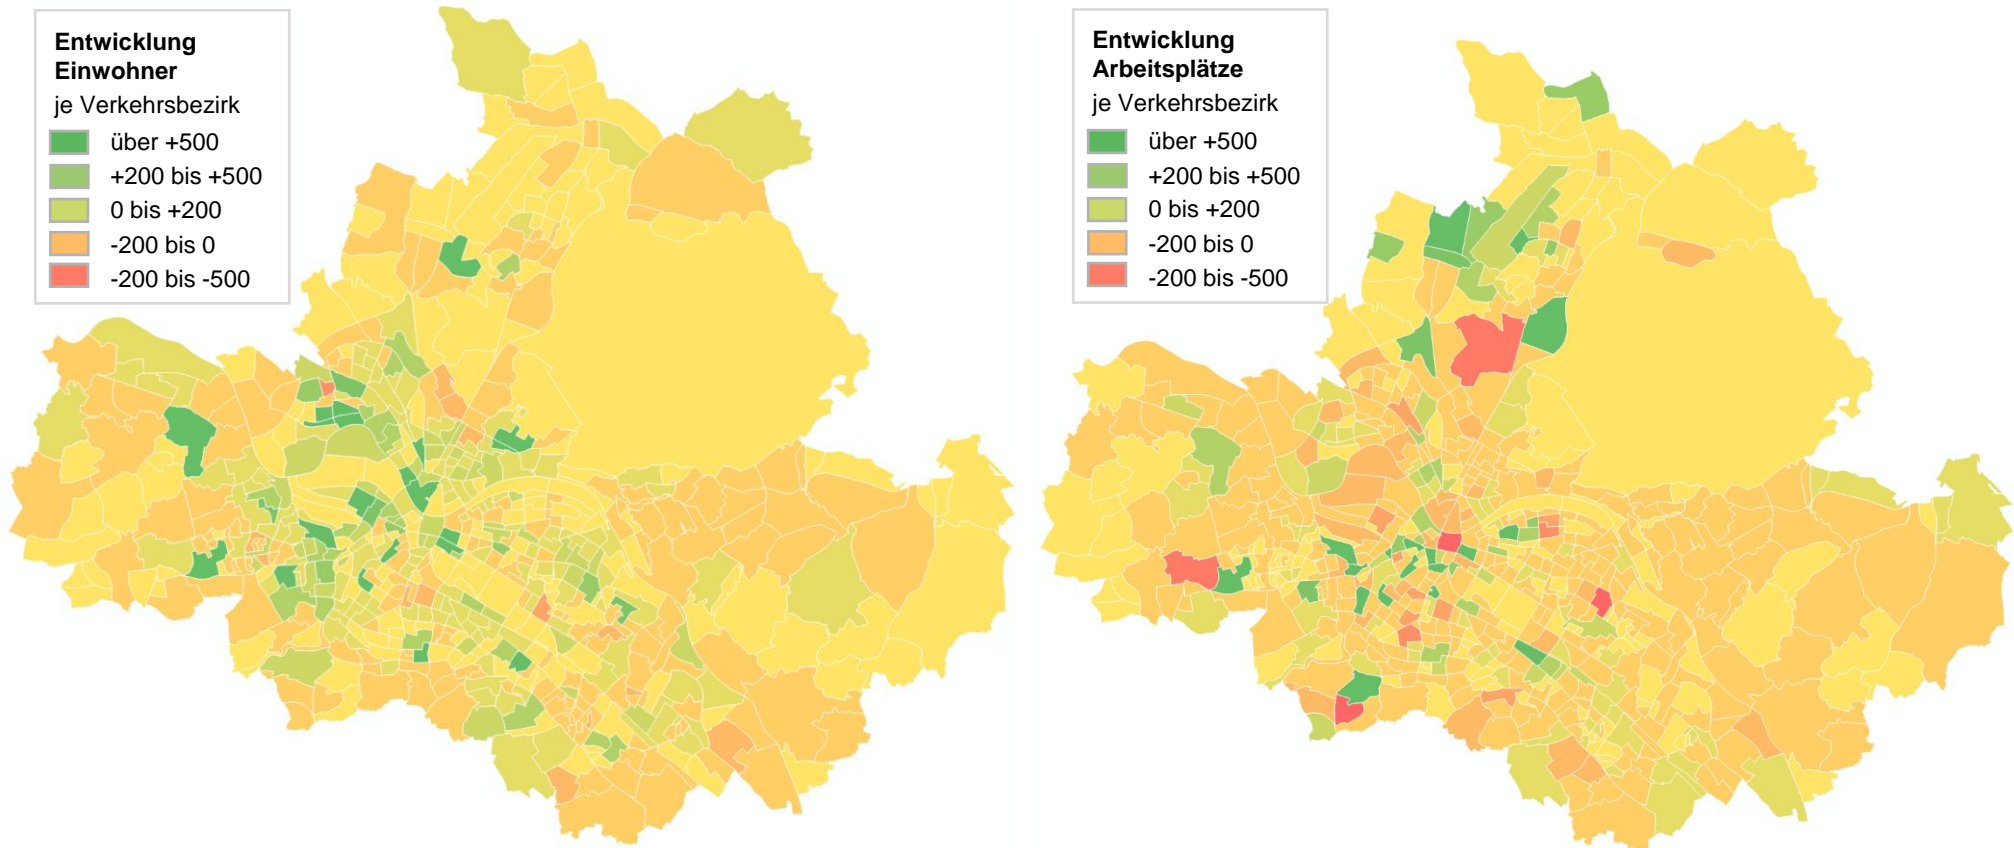 Entwicklung
Einwohner
je Verkehrsbezirk
über +500
+200 bis +500
0 bis +200
-200 bis 0
-200 bis -500
Entwicklung
Arbeitsplätze
je Verkehrsbezirk
über +500
+200 bis +500
0 bis +200
-200 bis 0
-200 bis -500